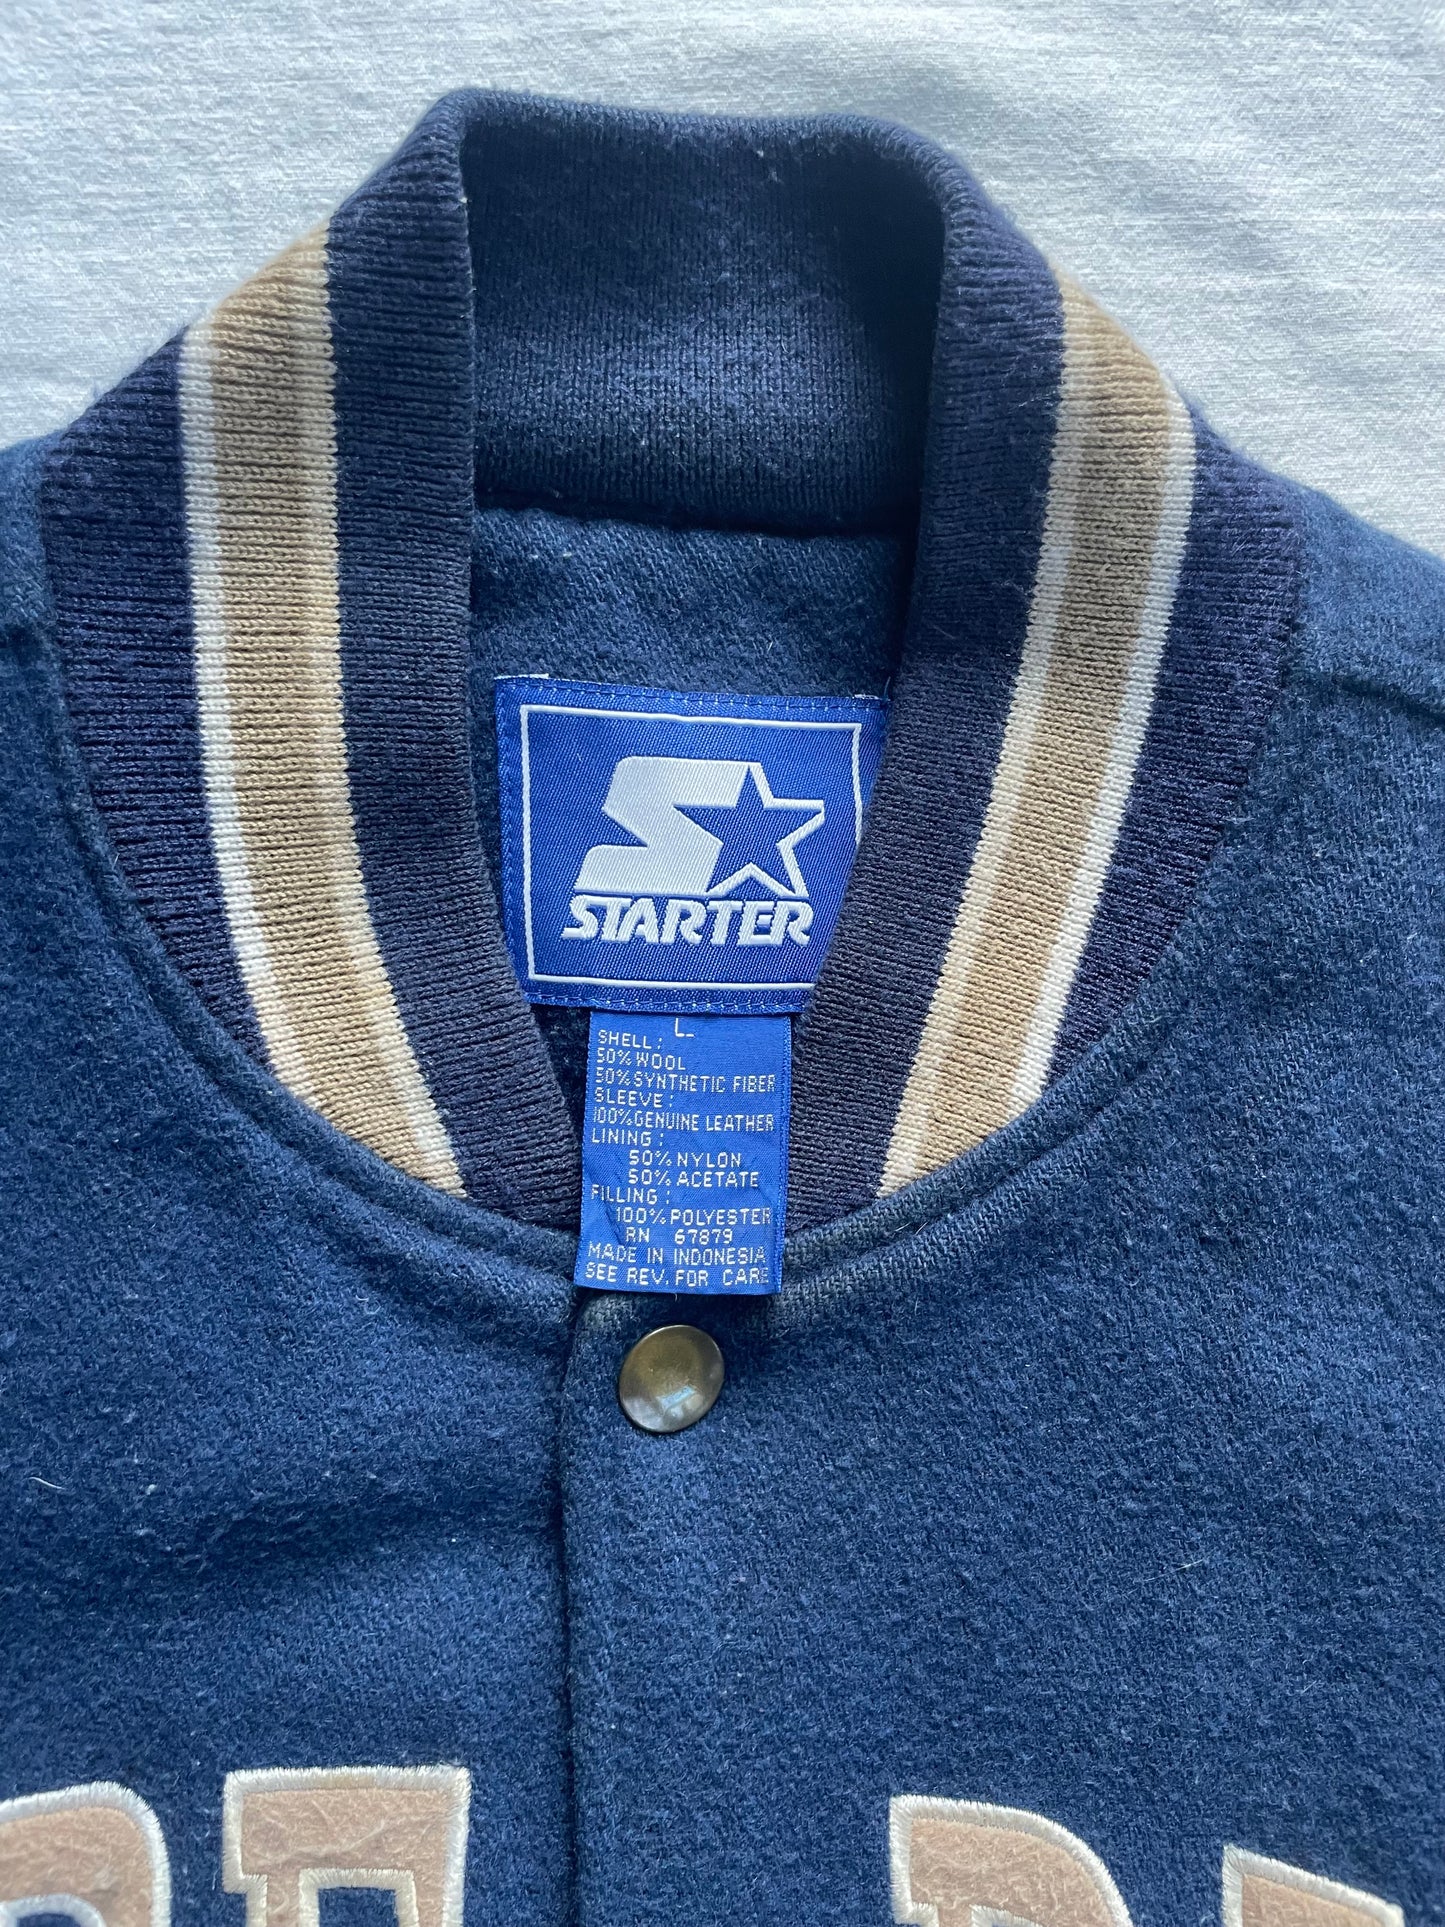 STARTER
L
SHELL:
50% WOOL
50% SYNTHETIC FIBER
SLEEVE:
100% GENUINE LEATHER
LINING:
50% NYLON
50% ACETATE
FILLING:
100% POLYESTER
RN 67879
MADE IN INDONESIA
SEE REV. FOR CARE